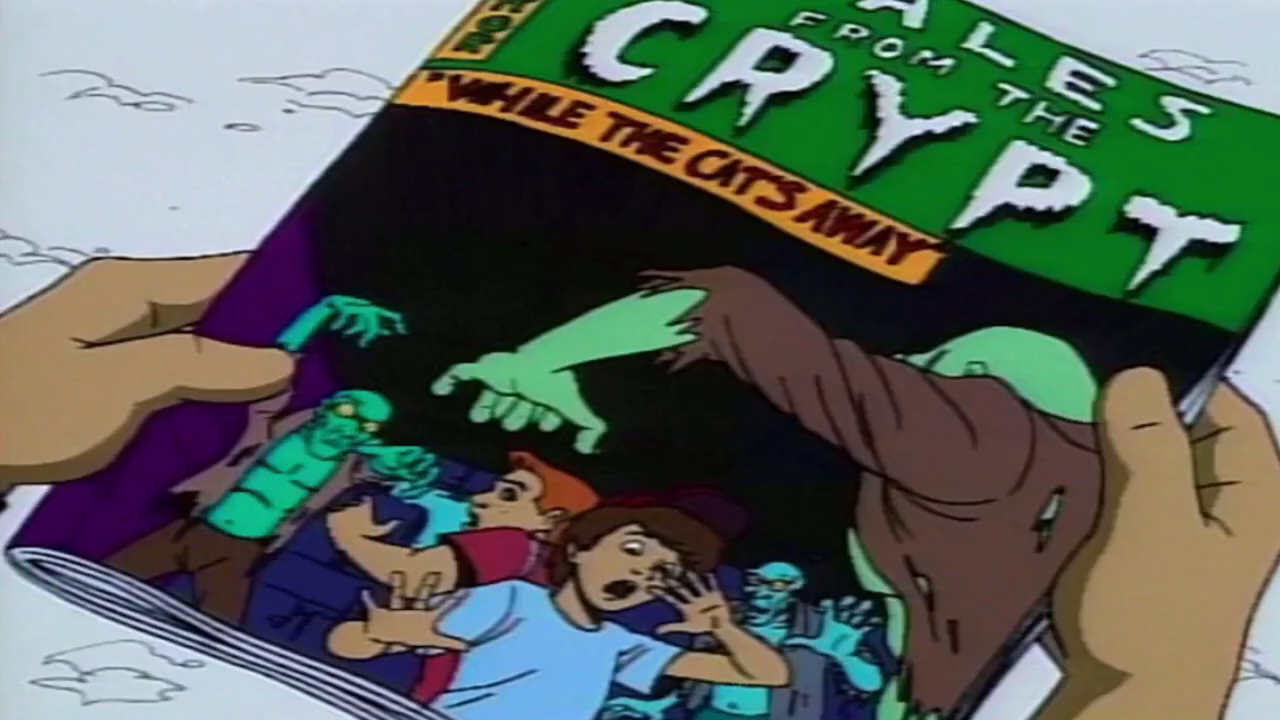 ALES
FROM THE
CRYPT
"WHILE THE CAT'S AWAY"